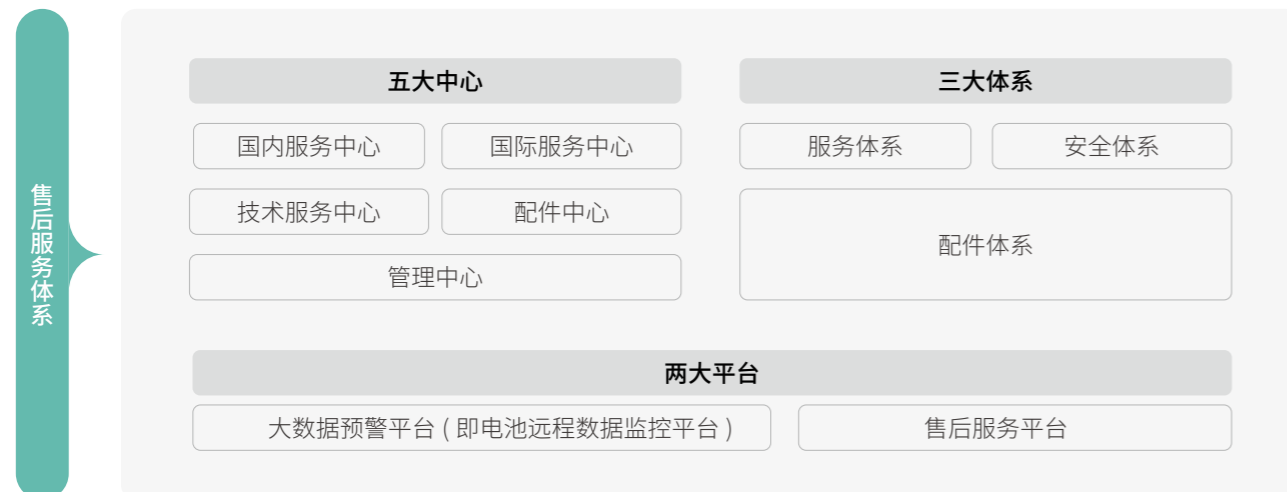 售后服务体系
五大中心
国内服务中心
国际服务中心
技术服务中心
配件中心
管理中心
三大体系
服务体系
安全体系
配件体系
两大平台
大数据预警平台 ( 即电池远程数据监控平台 )
售后服务平台